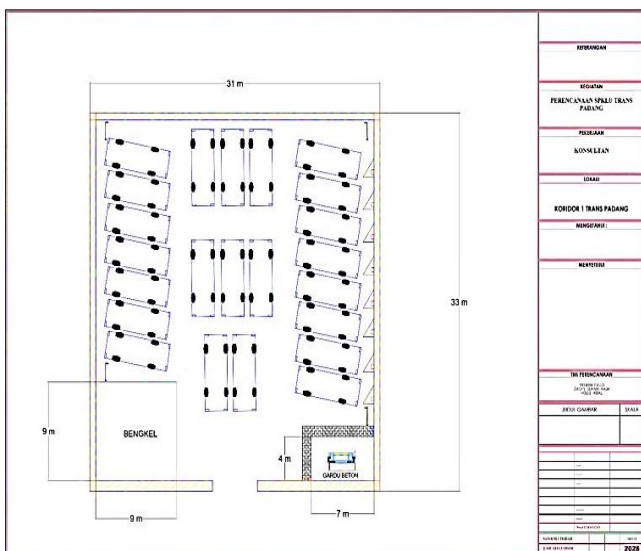 31 m
33 m
9 m
BENGKEL
9 m
4 m
GARDU BETON
7 m
KETERANGAN
KEGIATAN
PERENCANAAN SPKLU TRANS
PADANG
PEKERJAAN
KONSULTAN
LOKASI
KORIDOR 1 TRANS PADANG
MENGETAHUI :
MENYETUJUI
TIM PERENCANAAN
JUDUL GAMBAR
SKALA